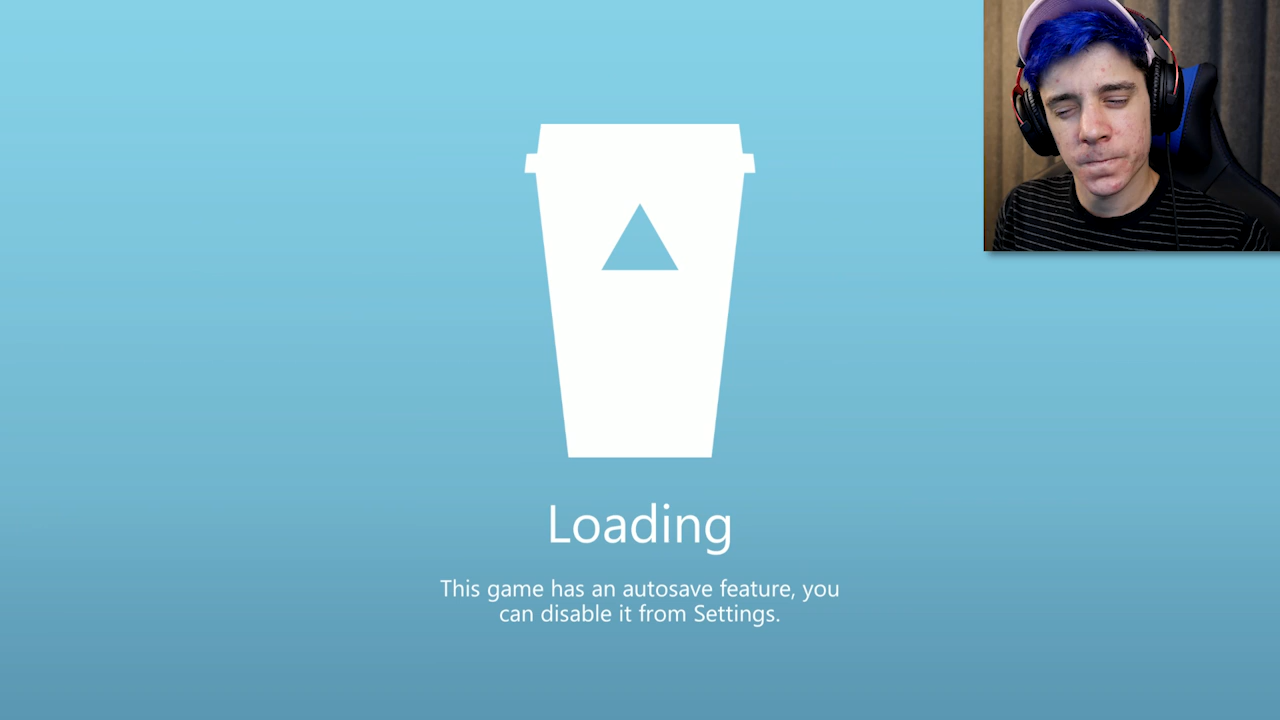 Loading
This game has an autosave feature, you
can disable it from Settings.